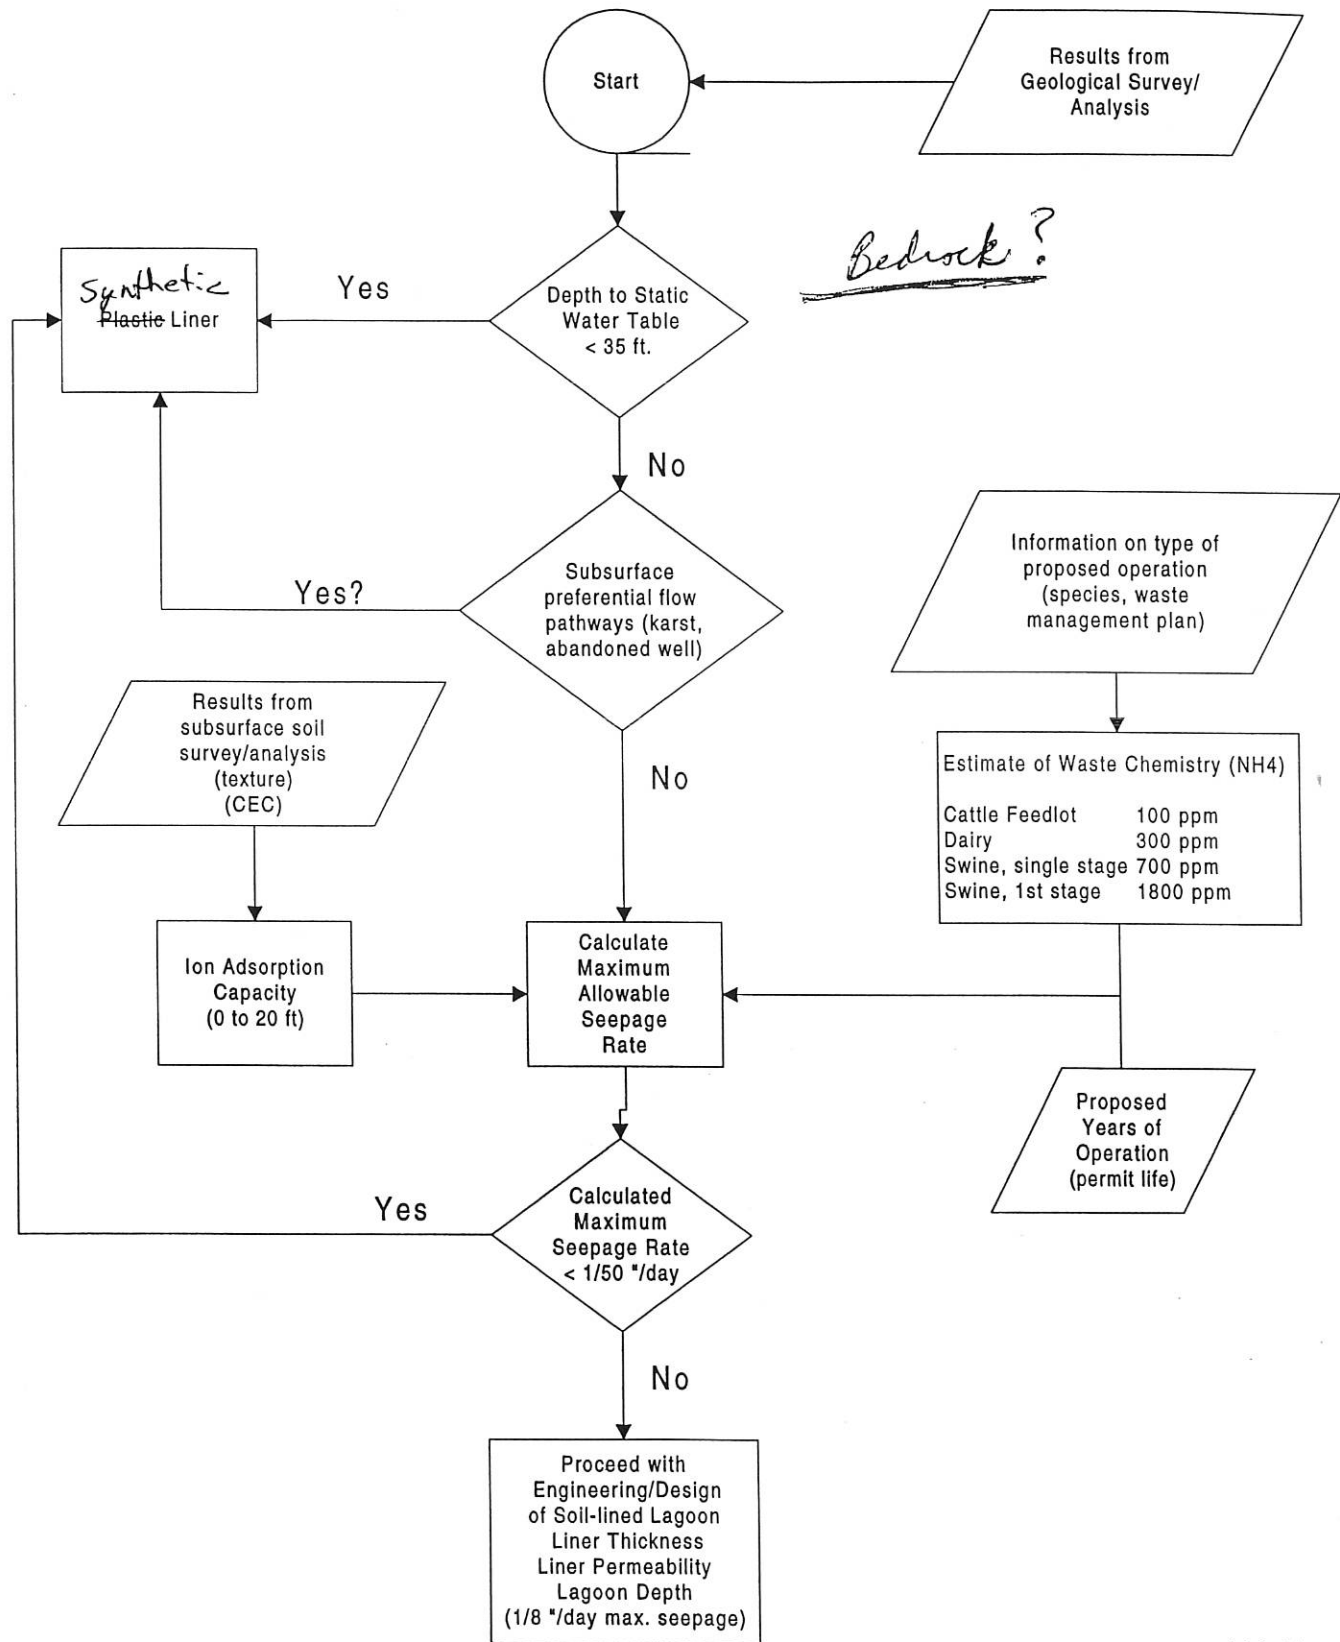 Start
Results from
Geological Survey/
Analysis
Bedrock?
Synthetic
Plastic Liner
Yes
Depth to Static
Water Table
< 35 ft.
No
Yes?
Subsurface
preferential flow
pathways (karst,
abandoned well)
Information on type of
proposed operation
(species, waste
management plan)
Results from
subsurface soil
survey/analysis
(texture)
(CEC)
No
Estimate of Waste Chemistry (NH4)
Cattle Feedlot 100 ppm
Dairy 300 ppm
Swine, single stage 700 ppm
Swine, 1st stage 1800 ppm
Ion Adsorption
Capacity
(0 to 20 ft)
Calculate
Maximum
Allowable
Seepage
Rate
Proposed
Years of
Operation
(permit life)
Yes
Calculated
Maximum
Seepage Rate
< 1/50 "/day
No
Proceed with
Engineering/Design
of Soil-lined Lagoon
Liner Thickness
Liner Permeability
Lagoon Depth
(1/8 "/day max. seepage)